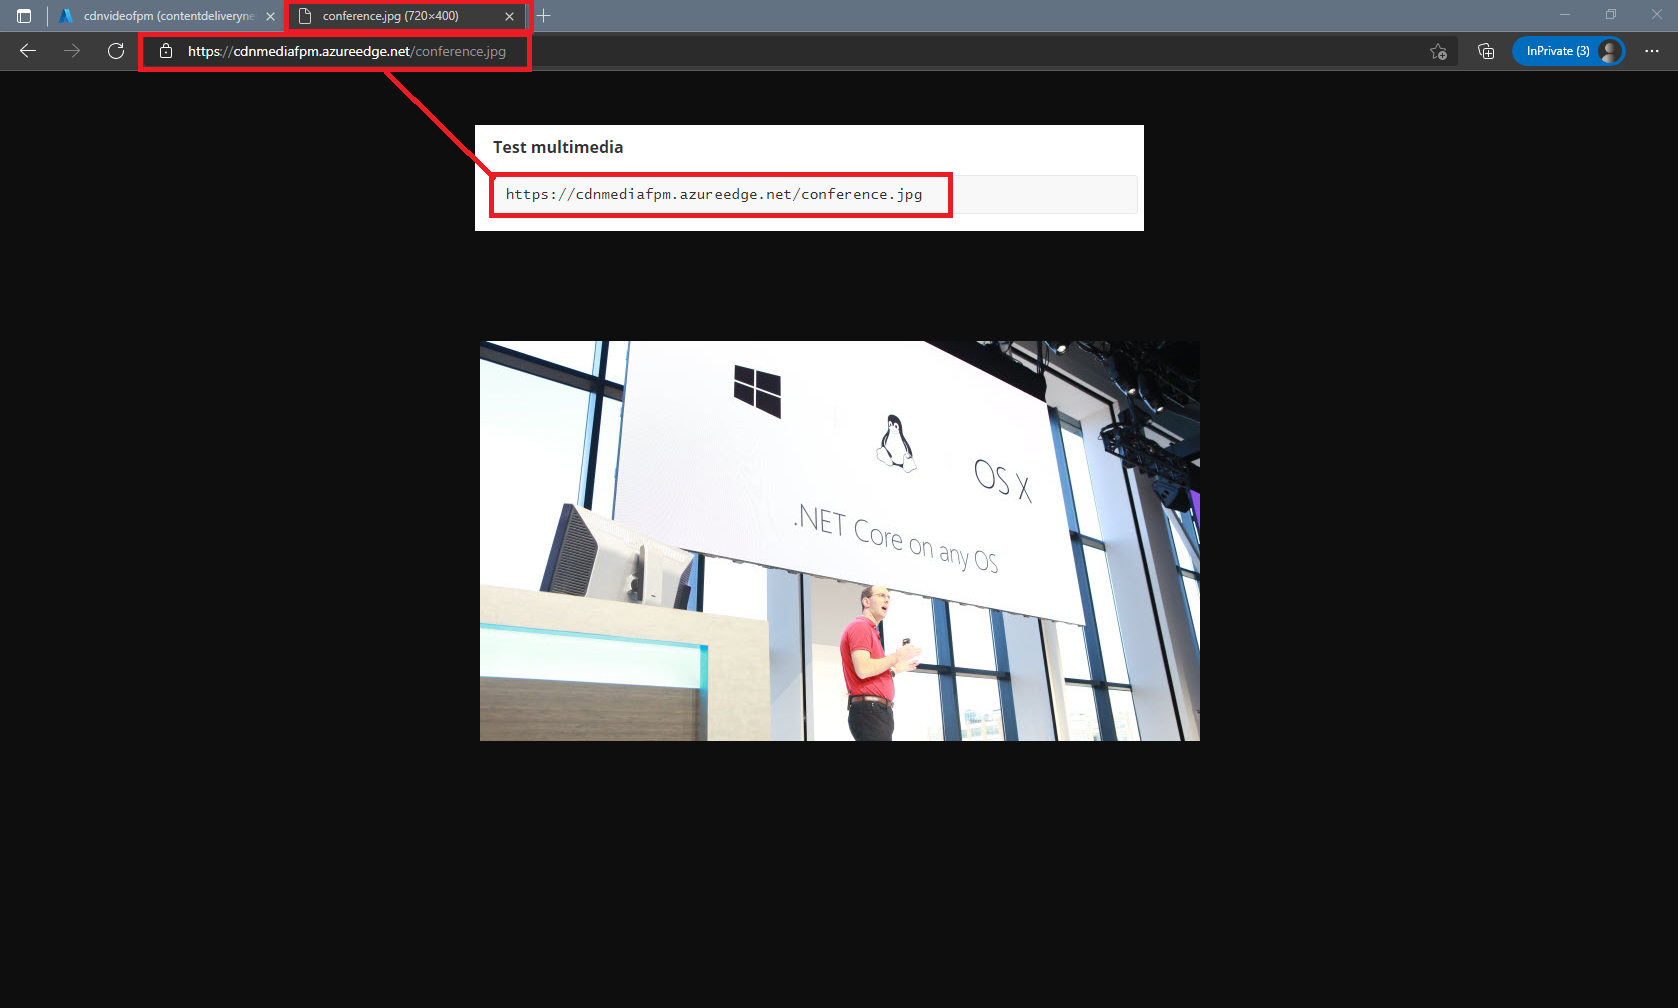 cdnvideofpm (contentdeliveryne
conference.jpg (720×400)
https://cdnmediafpm.azureedge.net/conference.jpg
InPrivate (3)
Test multimedia
https://cdnmediafpm.azureedge.net/conference.jpg
OS X
.NET Core on any OS